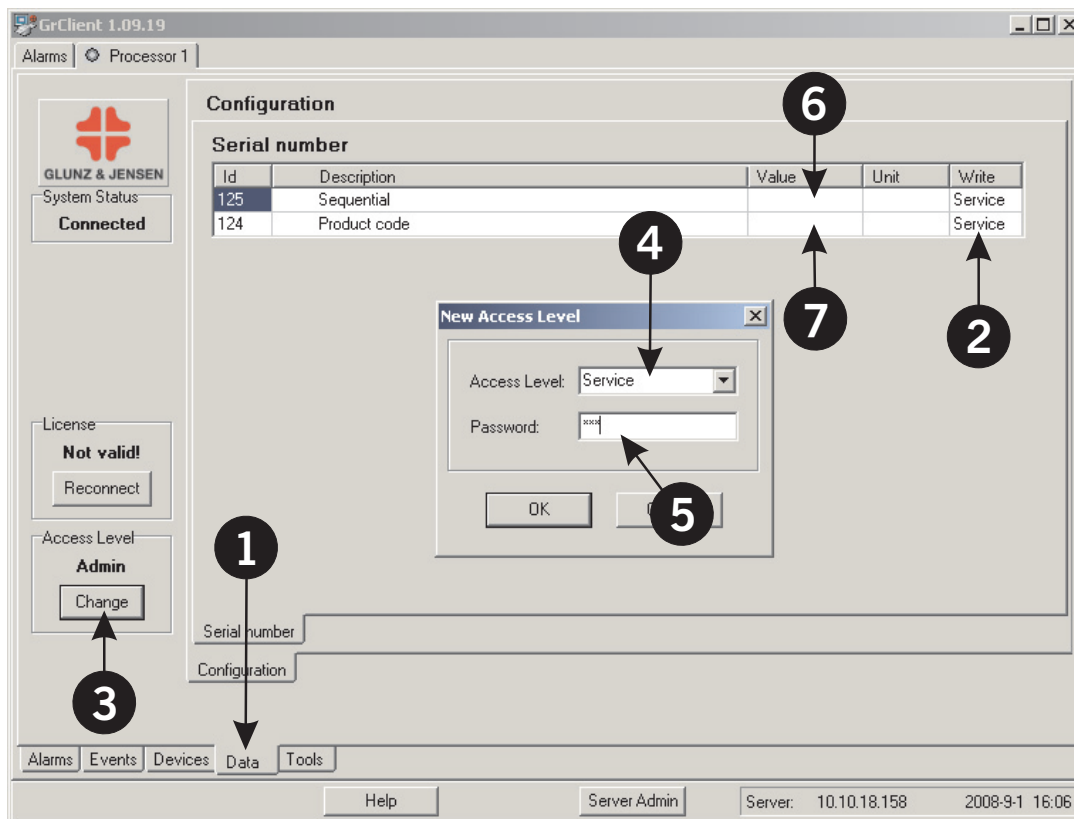 GrClient 1.09.19
Alarms
Processor 1
GLUNZ & JENSEN
System Status
Connected
License
Not valid!
Reconnect
Access Level
Admin
Change
3
Configuration
Serial number
Id Description Value Unit Write
125 Sequential Service
124 Product code Service
6
4
7
2
New Access Level
Access Level: Service
Password: ***
OK
5
1
Serial number
Configuration
Alarms Events Devices Data Tools
Help Server Admin Server: 10.10.18.158 2008-9-1 16:06